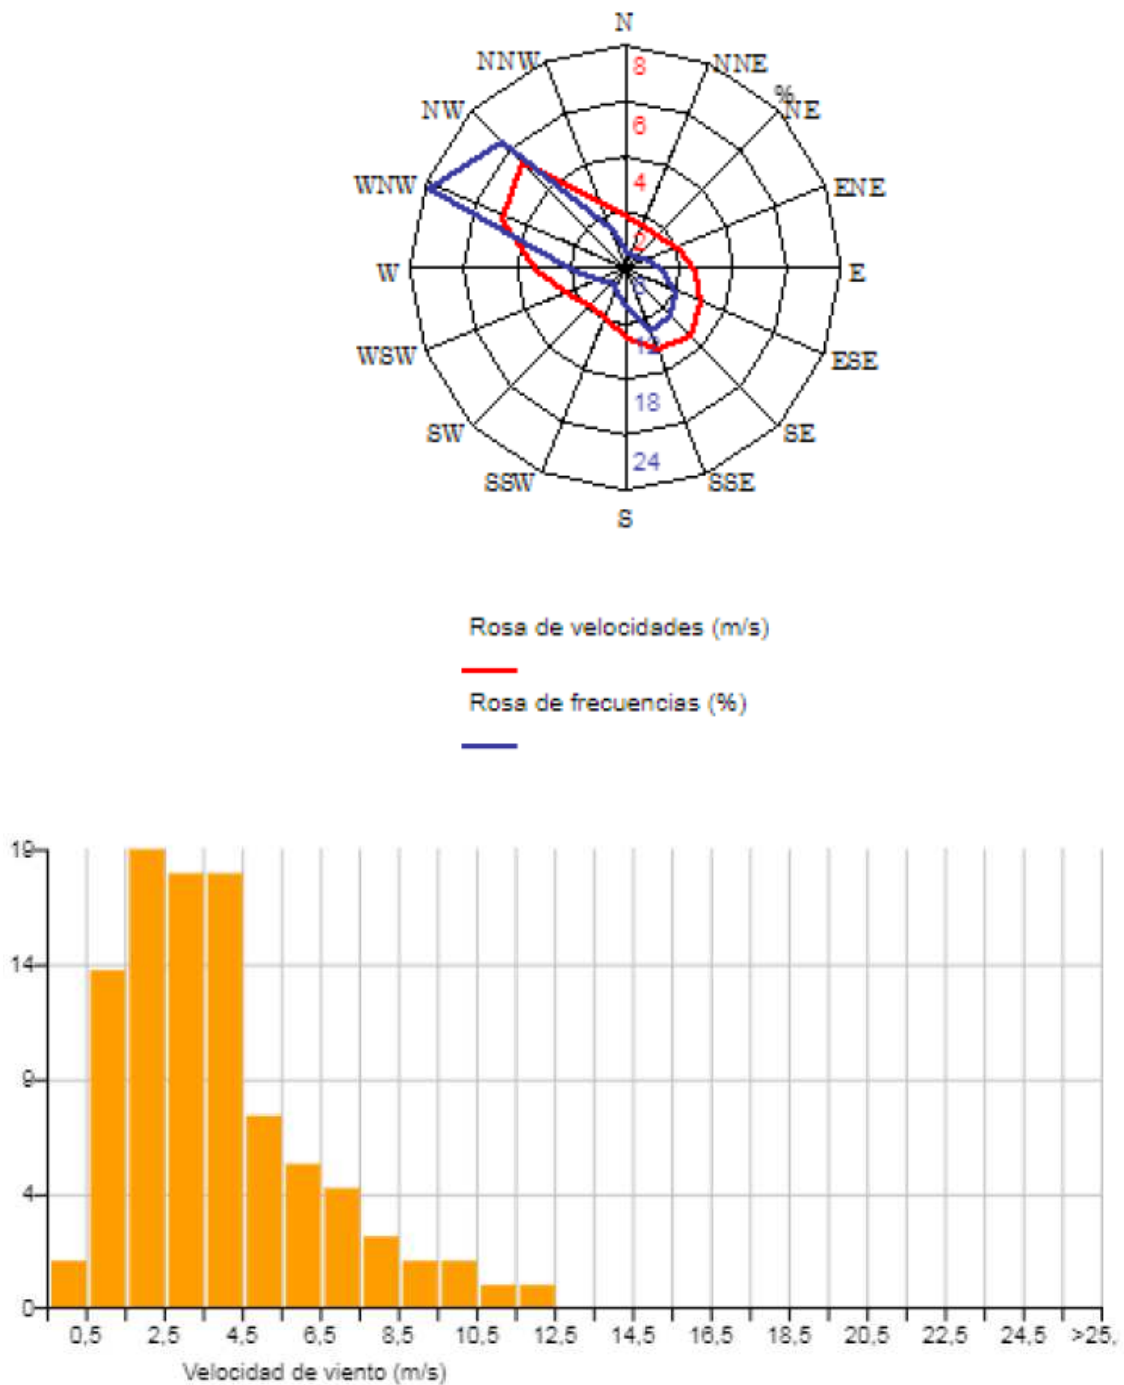 N
NNW
NNE
8
%
NW
NE
6
WNW
4
ENE
2
W
E
6
12
WSW
ESE
18
SW
SE
24
SSW
SSE
S
Rosa de velocidades (m/s)
Rosa de frecuencias (%)
19
14
9
4
0
0,5 2,5 4,5 6,5 8,5 10,5 12,5 14,5 16,5 18,5 20,5 22,5 24,5 >25,
Velocidad de viento (m/s)